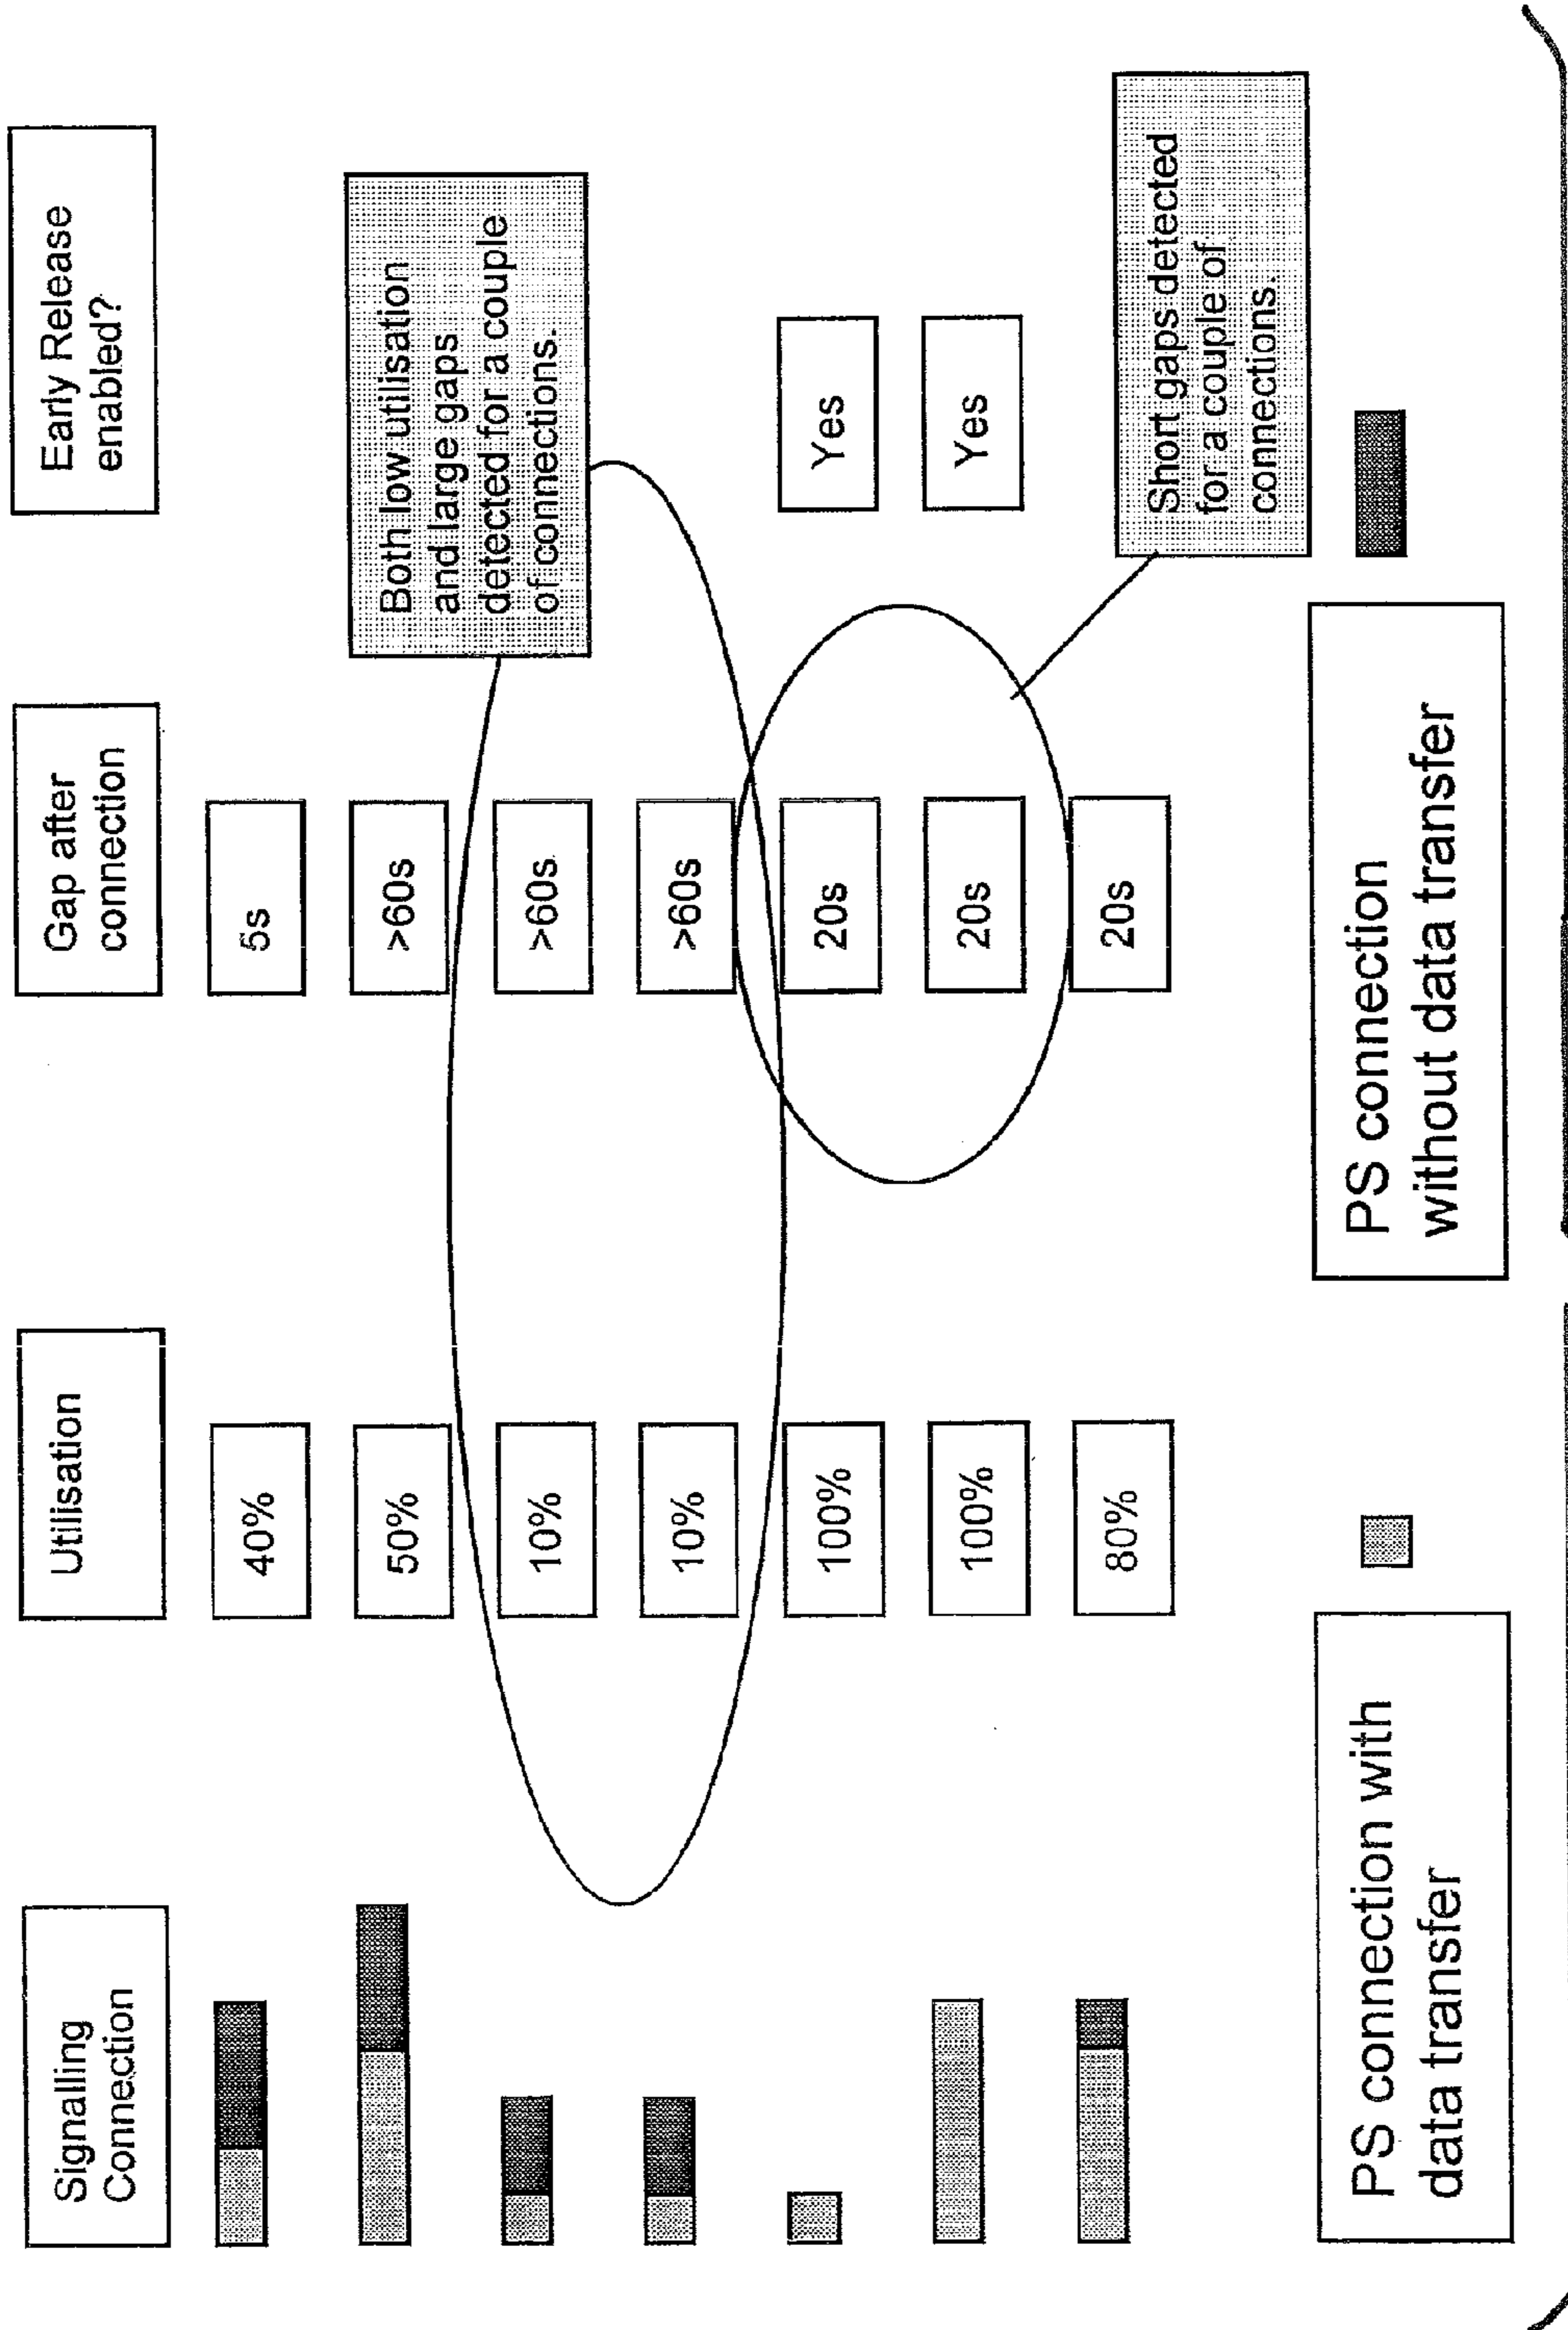 Signalling
Connection
Utilisation
Gap after
connection
Early Release
enabled?
40%
5s
50%
>60s
Both low utilisation
and large gaps
detected for a couple
of connections.
10%
>60s
10%
>60s
100%
20s
Yes
100%
20s
Yes
80%
20s
Short gaps detected
for a couple of
connections.
PS connection with
data transfer
PS connection
without data transfer